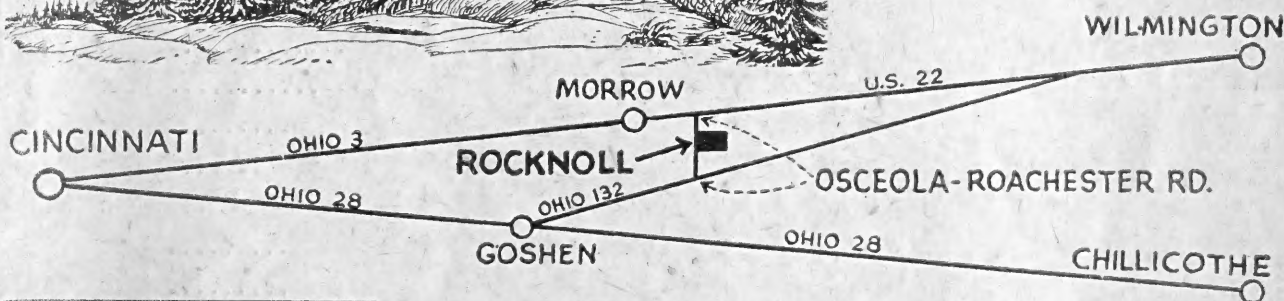 WILMINGTON
U.S. 22
MORROW
OHIO 3
CINCINNATI
ROCKNOLL
OSCEOLA-ROACHESTER RD.
OHIO 132
OHIO 28
GOSHEN
OHIO 28
CHILLICOTHE